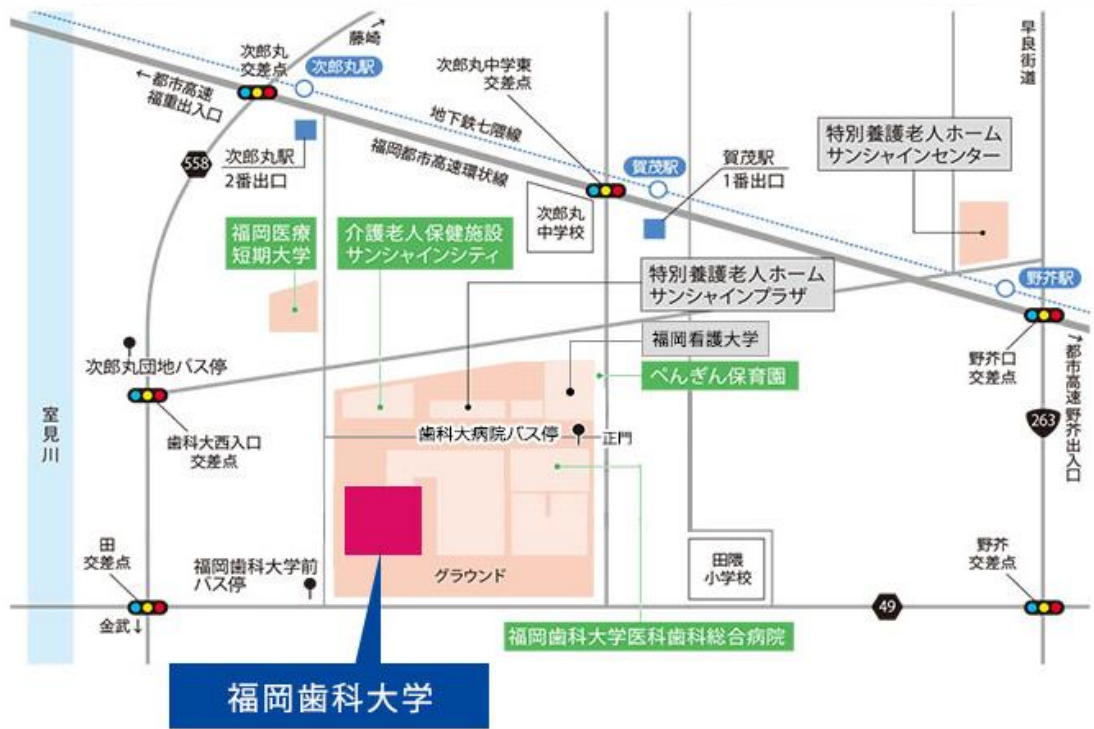 藤崎
次郎丸
交差点
次郎丸駅
←都市高速
福重出入口
次郎丸中学東
交差点
早良街道
地下鉄七隈線
福岡都市高速環状線
558
次郎丸駅
2番出口
賀茂駅
賀茂駅
1番出口
特別養護老人ホーム
サンシャインセンター
次郎丸
中学校
福岡医療
短期大学
介護老人保健施設
サンシャインシティ
特別養護老人ホーム
サンシャインプラザ
野芥駅
福岡看護大学
ぺんぎん保育園
次郎丸団地バス停
野芥口
交差点
↑都市高速野芥出入口
室見川
歯科大西入口
交差点
歯科大病院バス停
正門
263
田
交差点
福岡歯科大学前
バス停
グラウンド
田隈
小学校
野芥
交差点
49
金武↓
福岡歯科大学医科歯科総合病院
福岡歯科大学